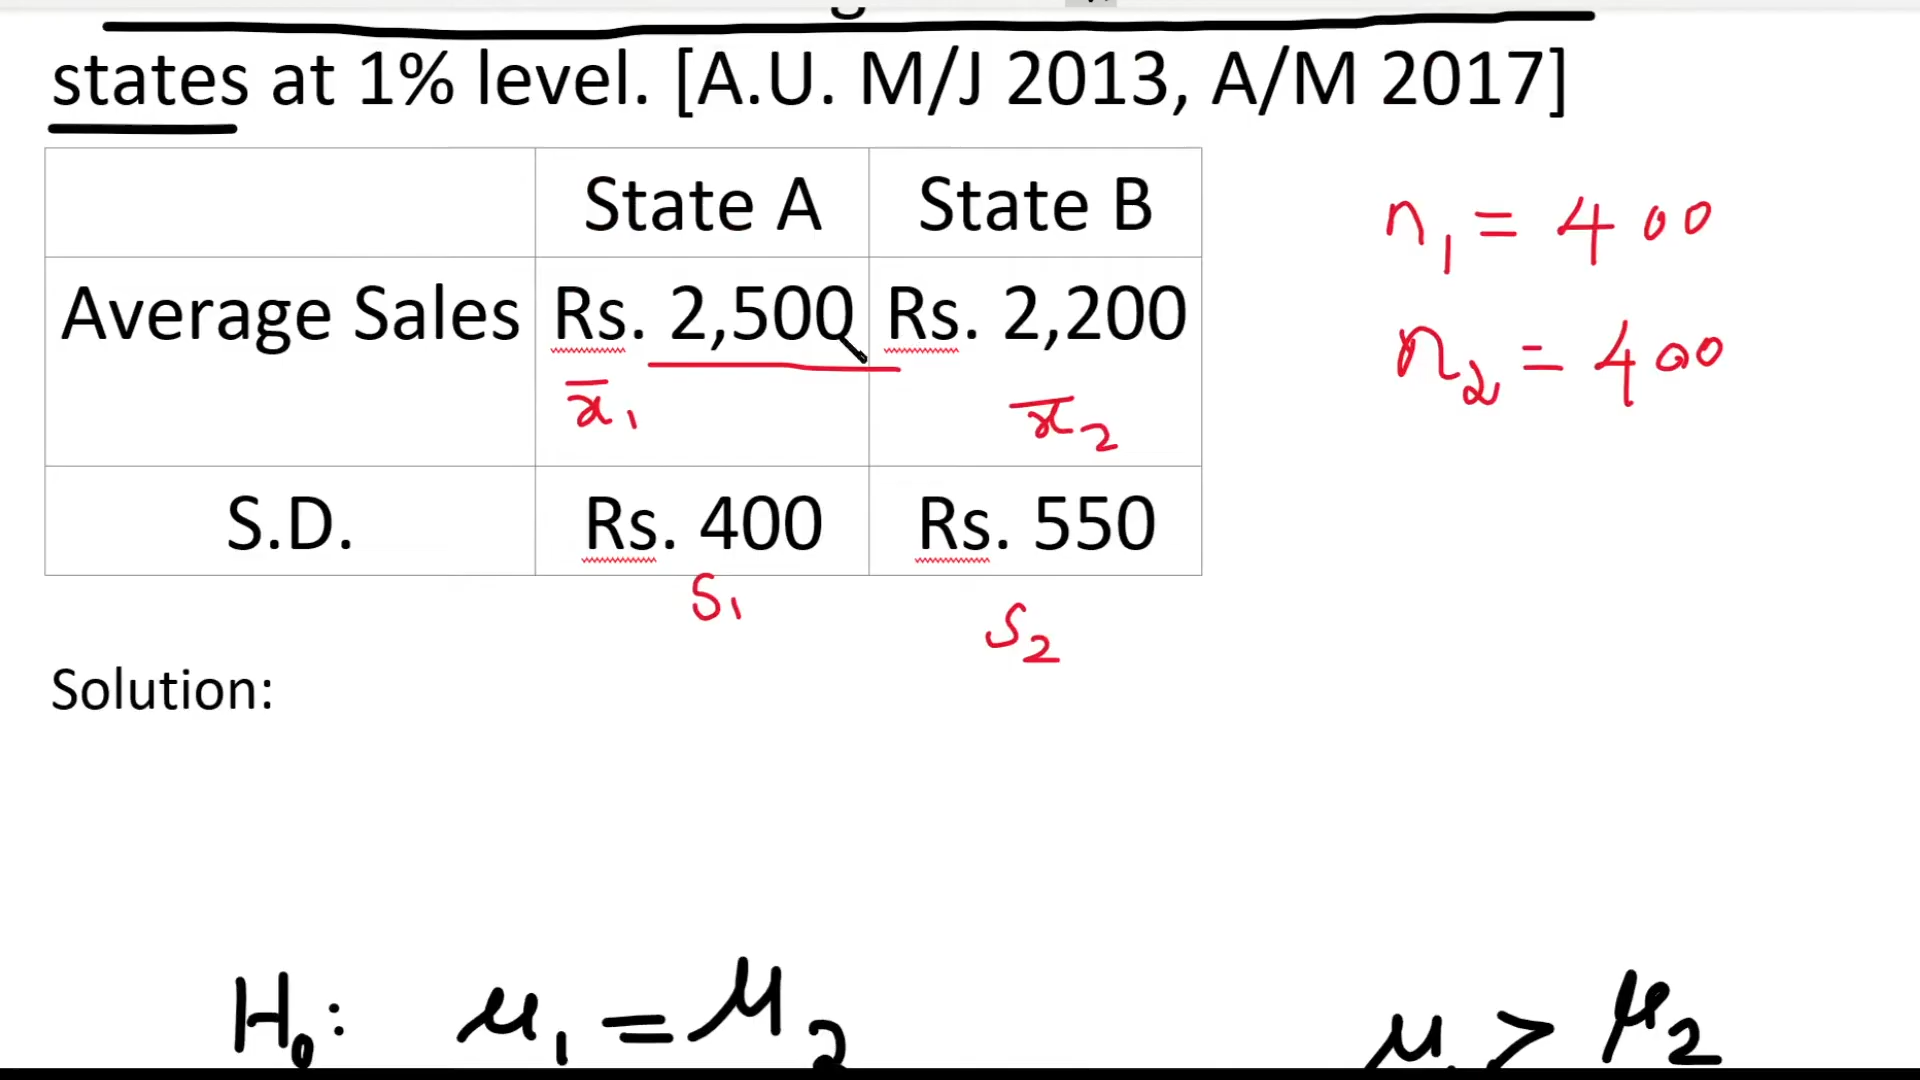 states at 1% level. [A.U. M/J 2013, A/M 2017]
State A State B
n₁ = 400
Average Sales Rs. 2,500 Rs. 2,200
n₂ = 400
x̅₁ x̅₂
S.D. Rs. 400 Rs. 550
S₁ S₂
Solution:
H₀: μ₁ = μ₂ μ₁ > μ₂